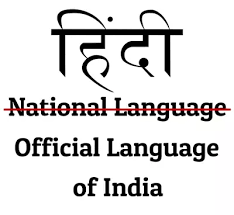 हिंदी
National Language
Official Language
of India